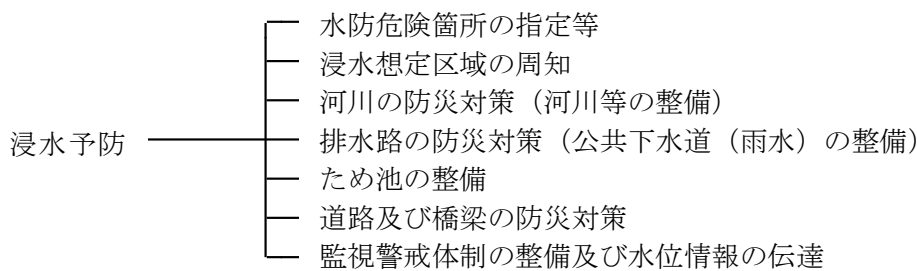 水防危険箇所の指定等
浸水想定区域の周知
河川の防災対策（河川等の整備）
浸水予防
排水路の防災対策（公共下水道（雨水）の整備）
ため池の整備
道路及び橋梁の防災対策
監視警戒体制の整備及び水位情報の伝達